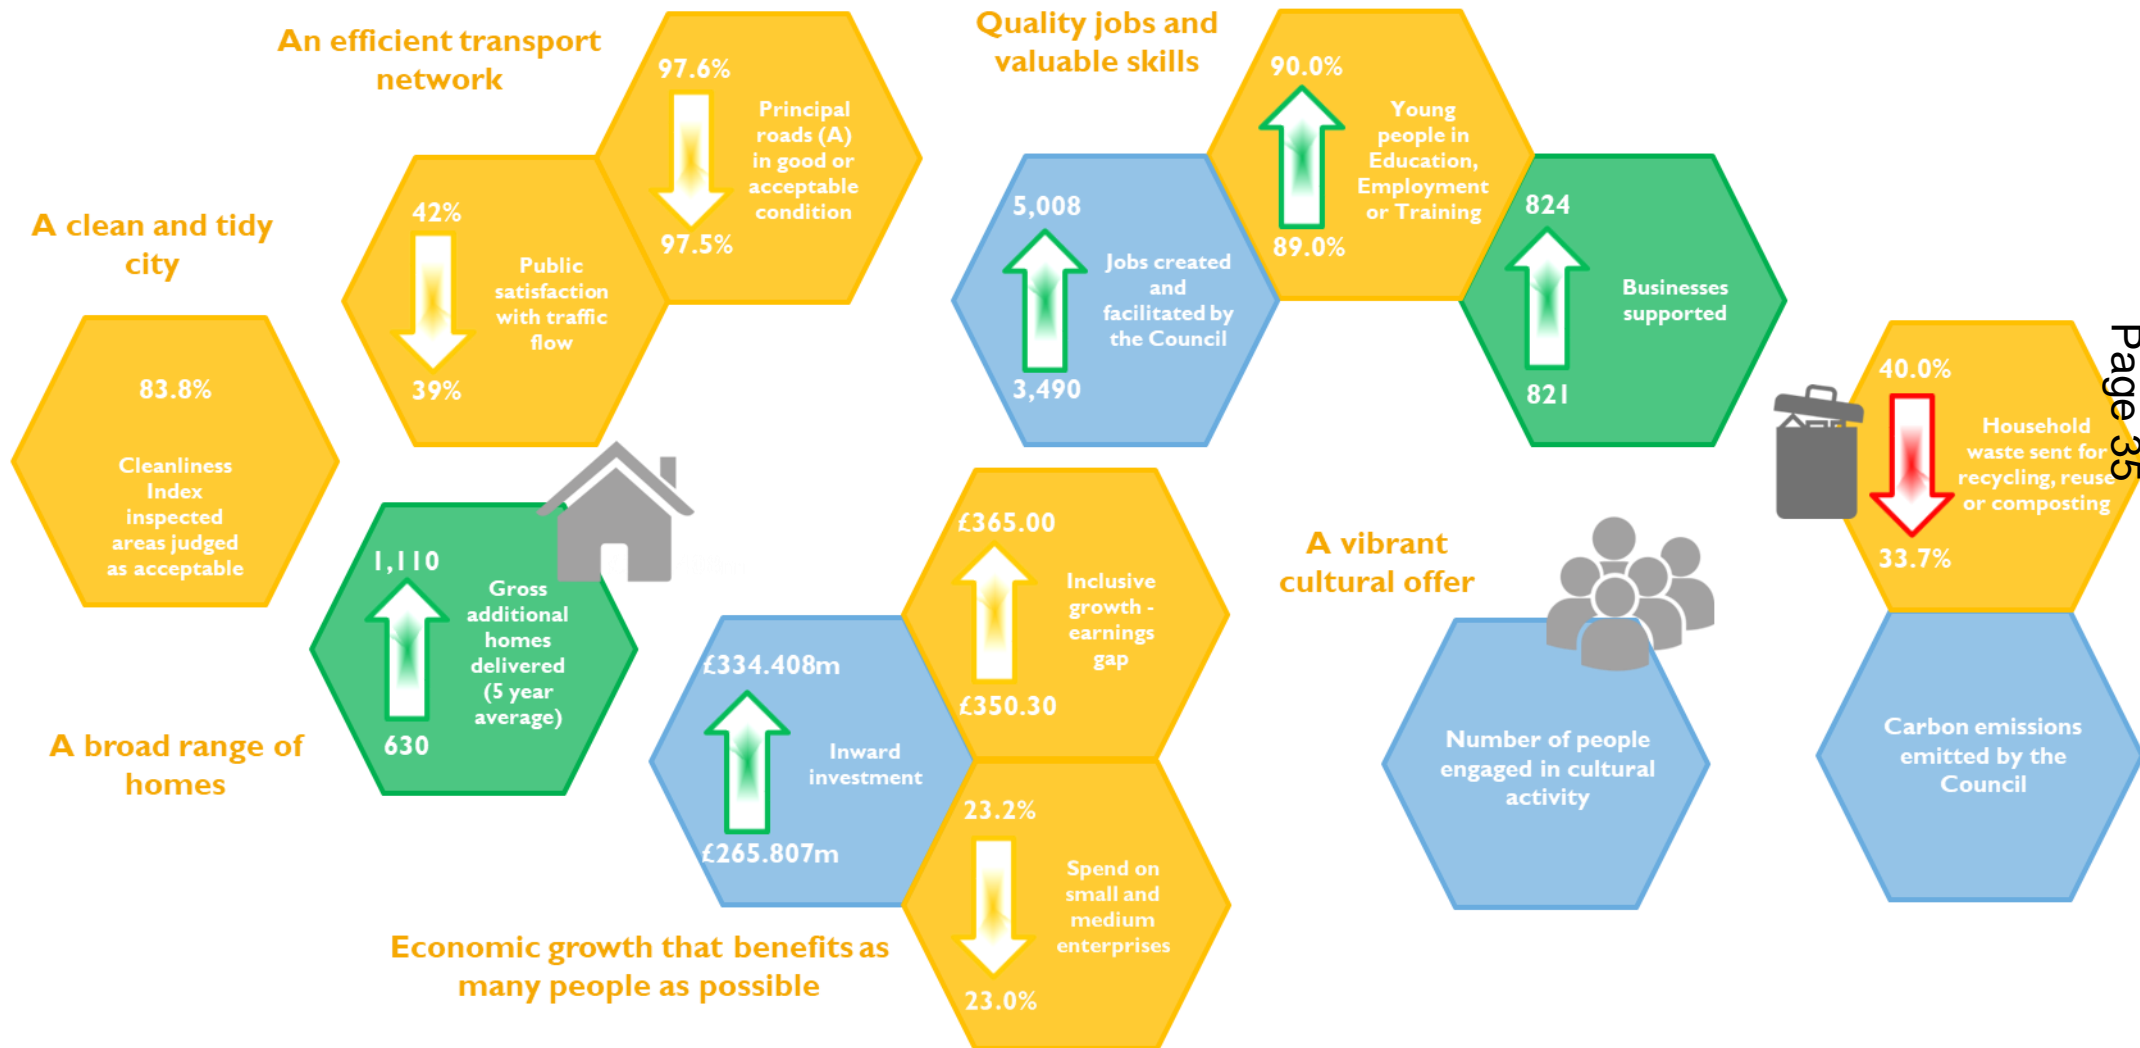 An efficient transport
network
97.6%
Principal
roads (A)
in good or
acceptable
condition
97.5%
42%
Public
satisfaction
with traffic
flow
39%
A clean and tidy
city
83.8%
Cleanliness
Index
inspected
areas judged
as acceptable
Quality jobs and
valuable skills
90.0%
Young
people in
Education,
Employment
or Training
89.0%
5,008
Jobs created
and
facilitated by
the Council
3,490
824
Businesses
supported
821
40.0%
Household
waste sent for
recycling, reuse
or composting
33.7%
Page 35
1,110
Gross
additional
homes
delivered
(5 year
average)
630
A broad range of
homes
£365.00
Inclusive
growth -
earnings
gap
£350.30
£334.408m
Inward
investment
£265.807m
23.2%
Spend on
small and
medium
enterprises
23.0%
Economic growth that benefits as
many people as possible
A vibrant
cultural offer
Number of people
engaged in cultural
activity
Carbon emissions
emitted by the
Council